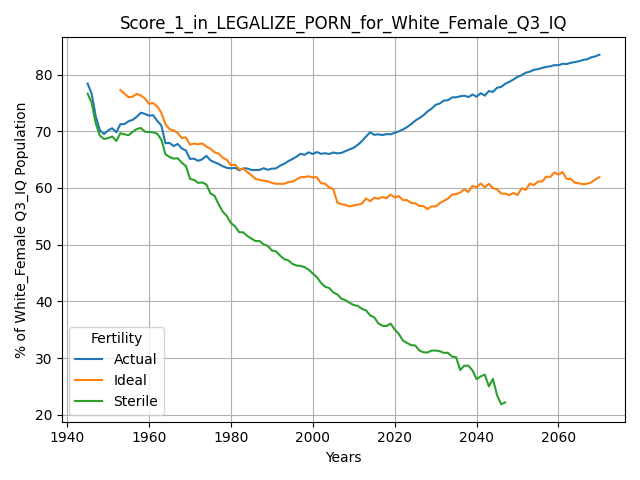 Score_1_in_LEGALIZE_PORN_for_White_Female_Q3_IQ
% of White_Female Q3_IQ Population
80
70
60
50
40
30
20
Fertility
Actual
Ideal
Sterile
1940 1960 1980 2000 2020 2040 2060
Years